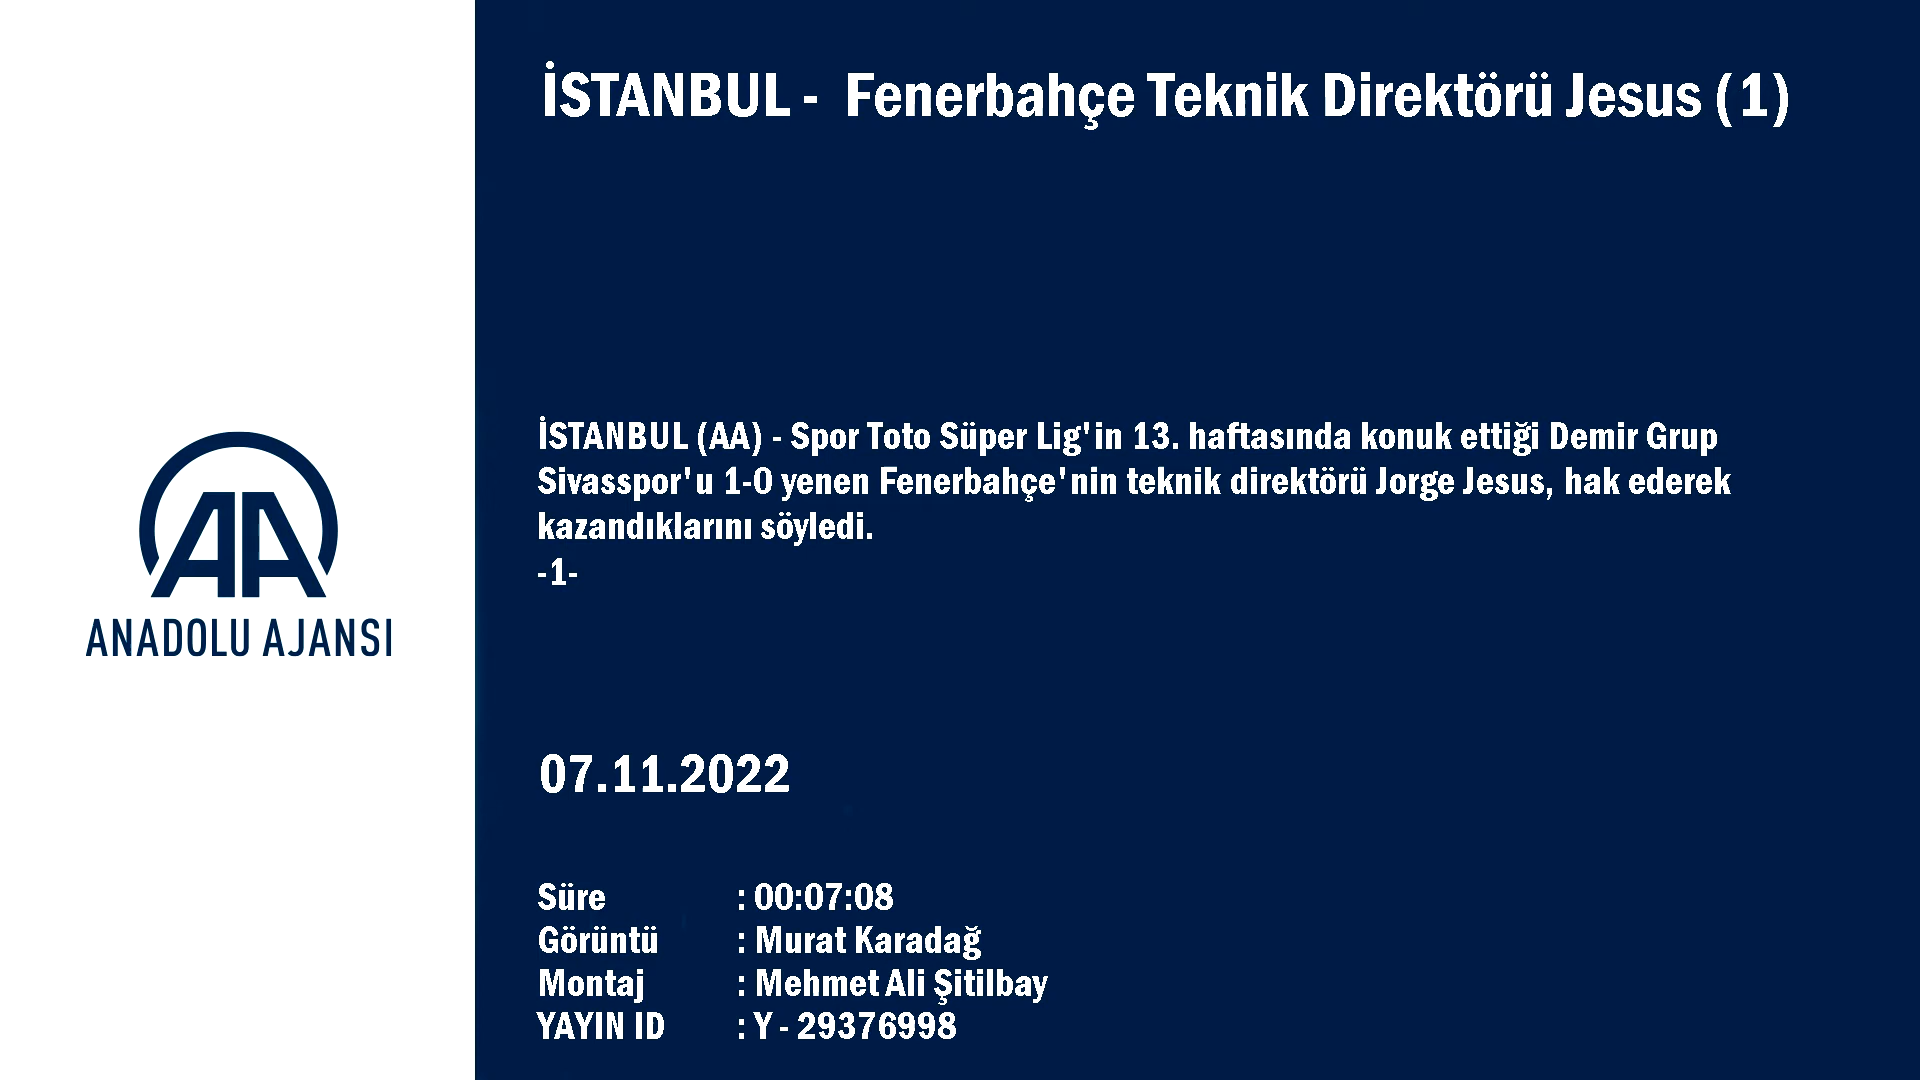 İSTANBUL - Fenerbahçe Teknik Direktörü Jesus (1)
İSTANBUL (AA) - Spor Toto Süper Lig'in 13. haftasında konuk ettiği Demir Grup
Sivasspor'u 1-0 yenen Fenerbahçe'nin teknik direktörü Jorge Jesus, hak ederek
kazandıklarını söyledi.
-1-
AA
ANADOLU AJANSI
07.11.2022
Süre : 00:07:08
Görüntü : Murat Karadağ
Montaj : Mehmet Ali Şitilbay
YAYIN ID : Y - 29376998